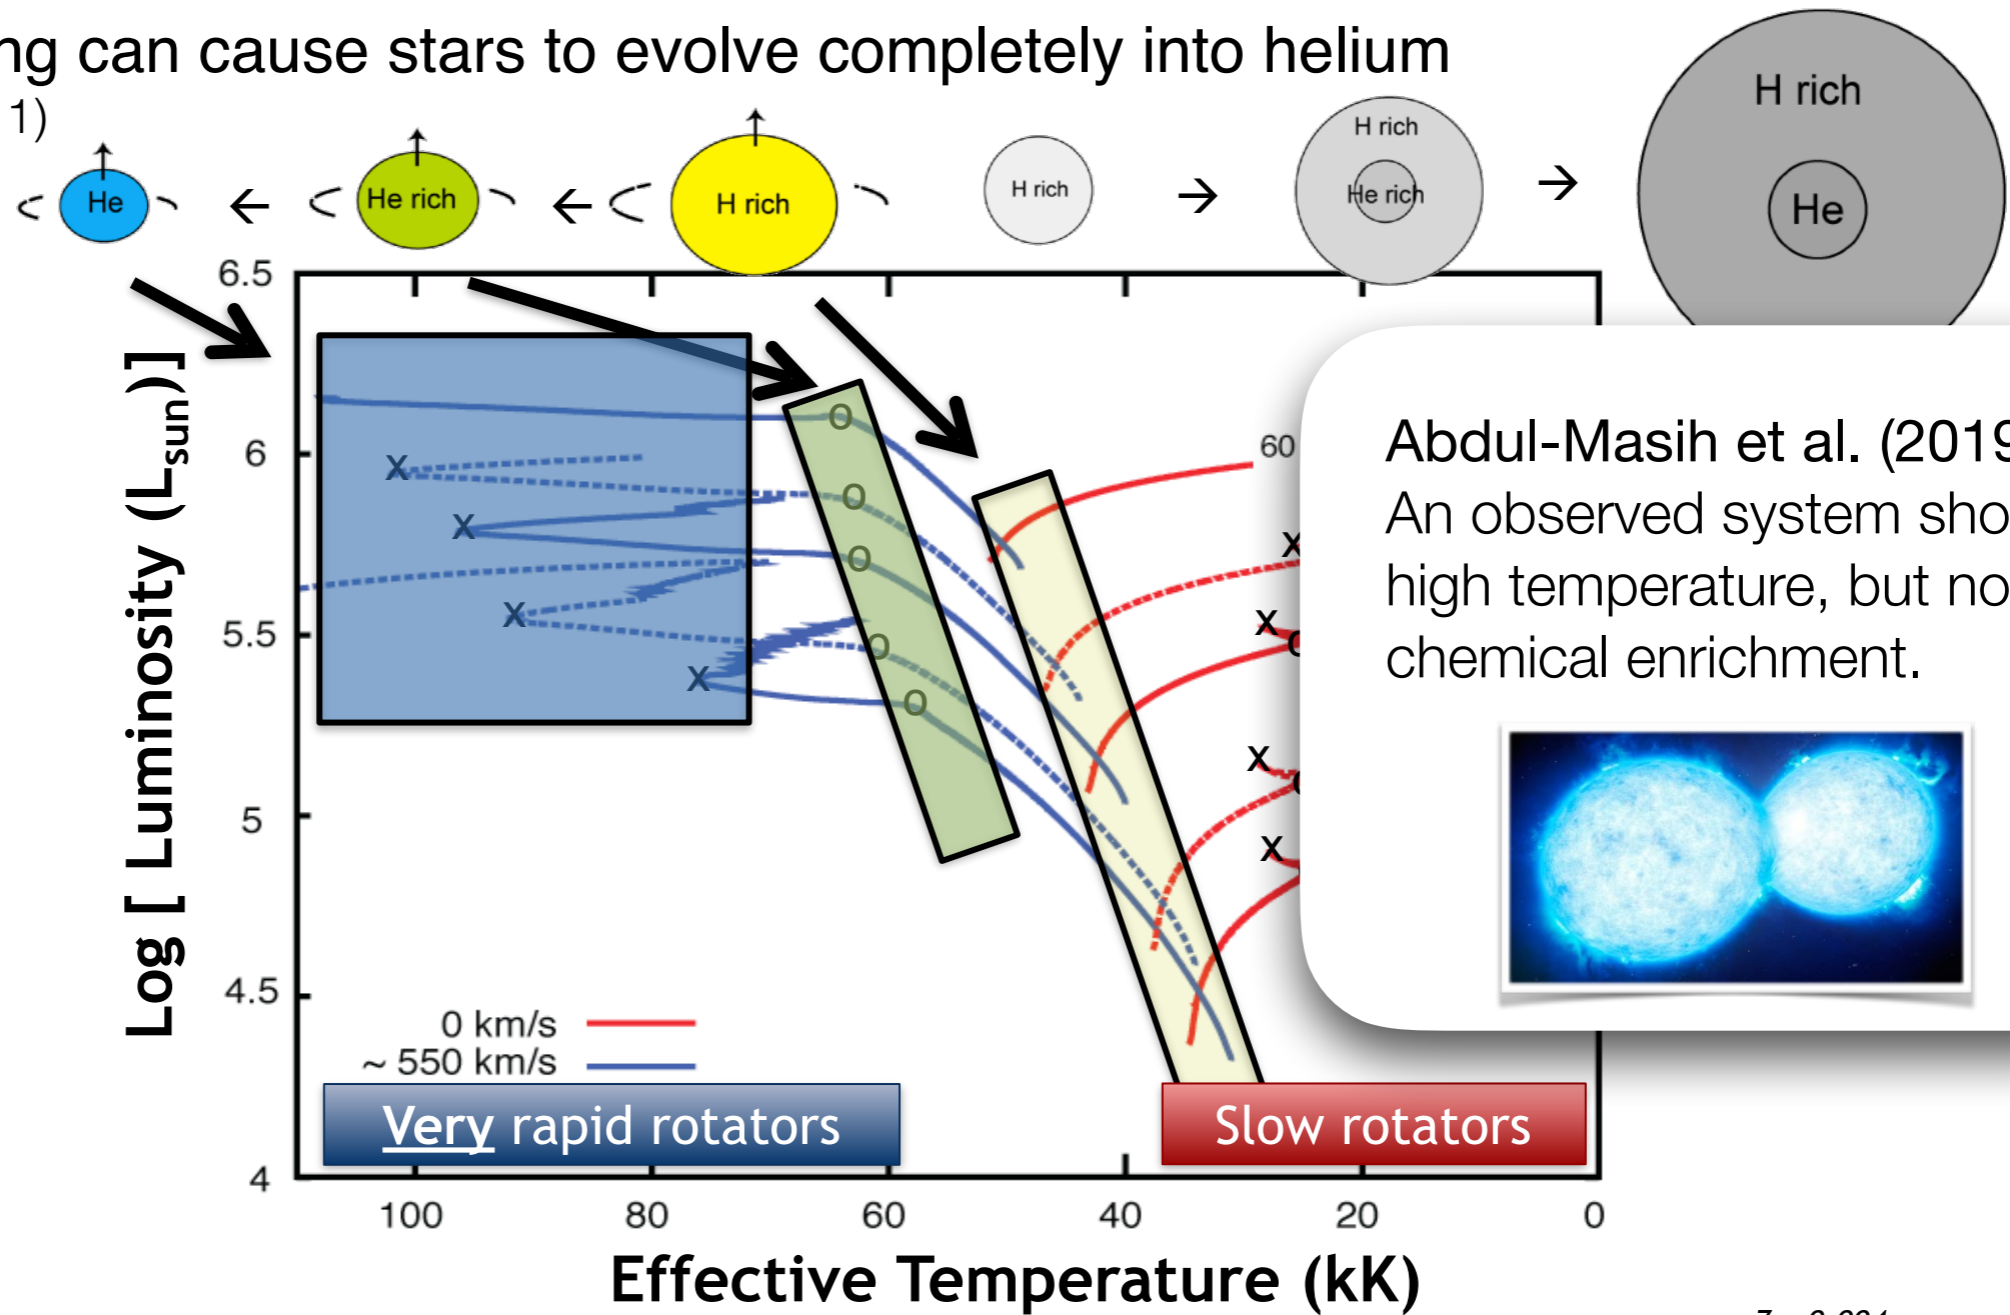 ng can cause stars to evolve completely into helium
1)
He
He rich
H rich
H rich
H rich
He rich
H rich
He
6.5
6
5.5
5
4.5
4
Log [ Luminosity (Lsun)]
o
o
o
o
o
x
x
x
x
60
x
x
x
x
Abdul-Masih et al. (2019
An observed system sho
high temperature, but no
chemical enrichment.
0 km/s
~ 550 km/s
Very rapid rotators
Slow rotators
100 80 60 40 20 0
Effective Temperature (kK)